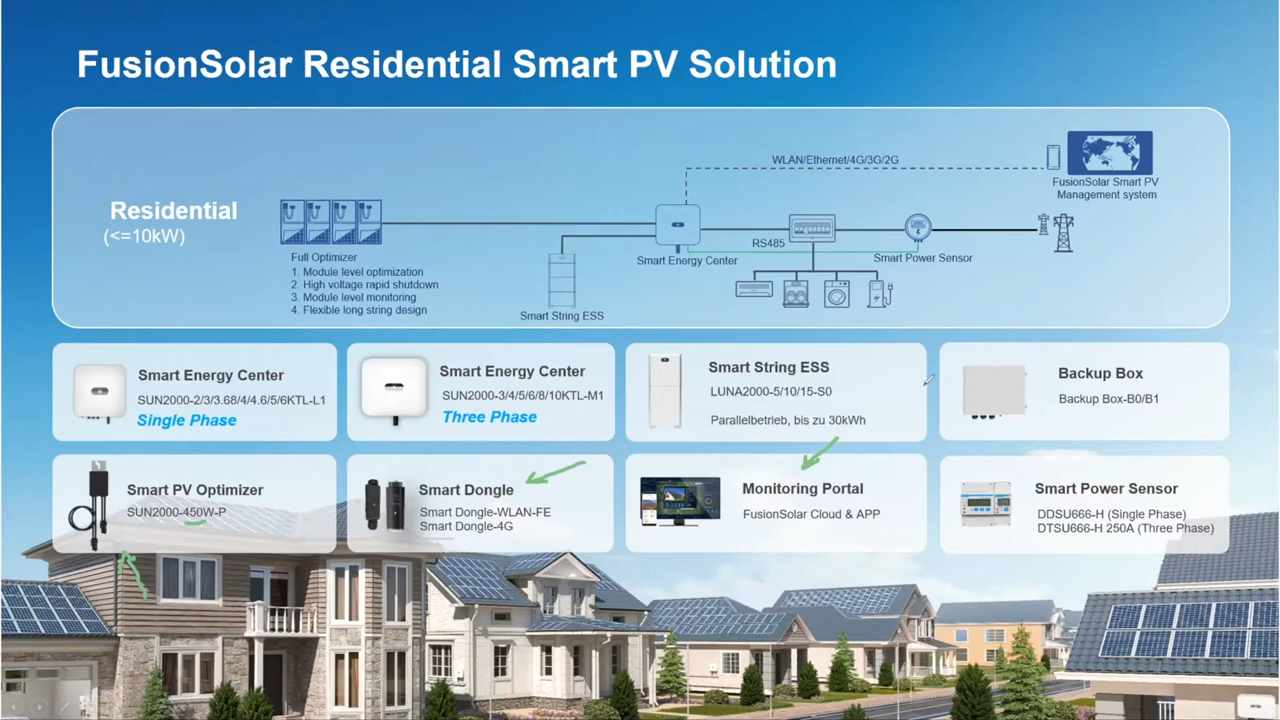 FusionSolar Residential Smart PV Solution
WLAN/Ethernet/4G/3G/2G
FusionSolar Smart PV
Management system
Residential
(<=10kW)
RS485
Full Optimizer
1. Module level optimization
2. High voltage rapid shutdown
3. Module level monitoring
4. Flexible long string design
Smart String ESS
Smart Energy Center
Smart Power Sensor
Smart Energy Center
SUN2000-2/3/3.68/4/4.6/5/6KTL-L1
Single Phase
Smart Energy Center
SUN2000-3/4/5/6/8/10KTL-M1
Three Phase
Smart String ESS
LUNA2000-5/10/15-S0
Parallelbetrieb, bis zu 30kWh
Backup Box
Backup Box-B0/B1
Smart PV Optimizer
SUN2000-450W-P
Smart Dongle
Smart Dongle-WLAN-FE
Smart Dongle-4G
Monitoring Portal
FusionSolar Cloud & APP
Smart Power Sensor
DDSU666-H (Single Phase)
DTSU666-H 250A (Three Phase)